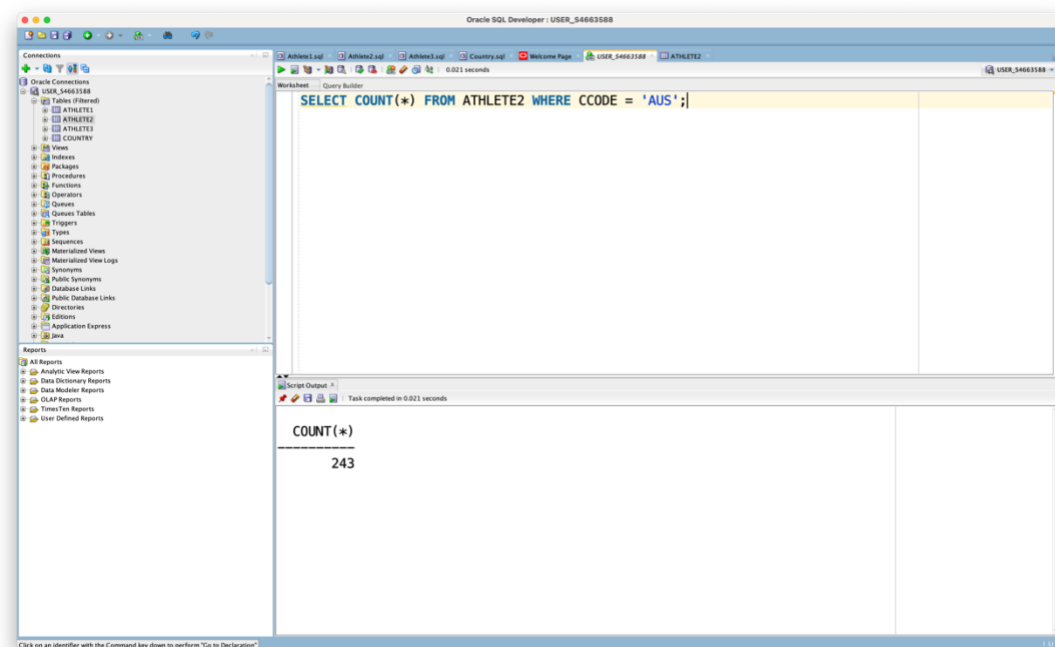 Oracle SQL Developer : USER_S4663588
Connections
Oracle Connections
USER_S4663588
Tables (Filtered)
ATHLETE1
ATHLETE2
ATHLETE3
COUNTRY
Views
Indexes
Packages
Procedures
Functions
Operators
Queues
Queues Tables
Triggers
Types
Sequences
Materialized Views
Materialized View Logs
Synonyms
Public Synonyms
Database Links
Public Database Links
Directories
Editions
Application Express
Java
Reports
All Reports
Analytic View Reports
Data Dictionary Reports
Data Modeler Reports
OLAP Reports
TimesTen Reports
User Defined Reports
Athlete1.sql Athlete2.sql Athlete3.sql Country.sql Welcome Page USER_S4663588 ATHLETE2
0.021 seconds USER_S4663588
Worksheet Query Builder
SELECT COUNT(*) FROM ATHLETE2 WHERE CCODE = 'AUS';
Script Output
Task completed in 0.021 seconds
COUNT(*)
----------
243
Click on an identifier with the Command key down to perform "Go to Declaration"